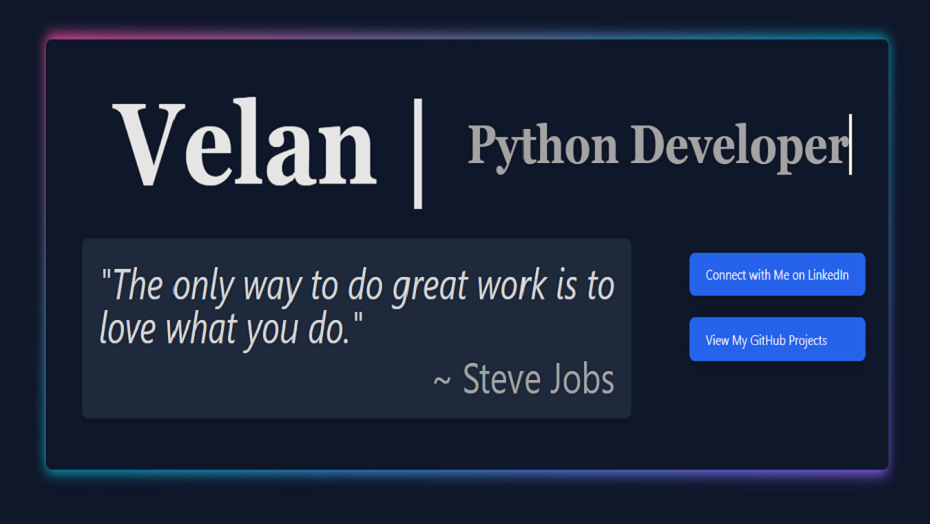 Velan | Python Developer
"The only way to do great work is to
love what you do."
~ Steve Jobs
Connect with Me on LinkedIn
View My GitHub Projects